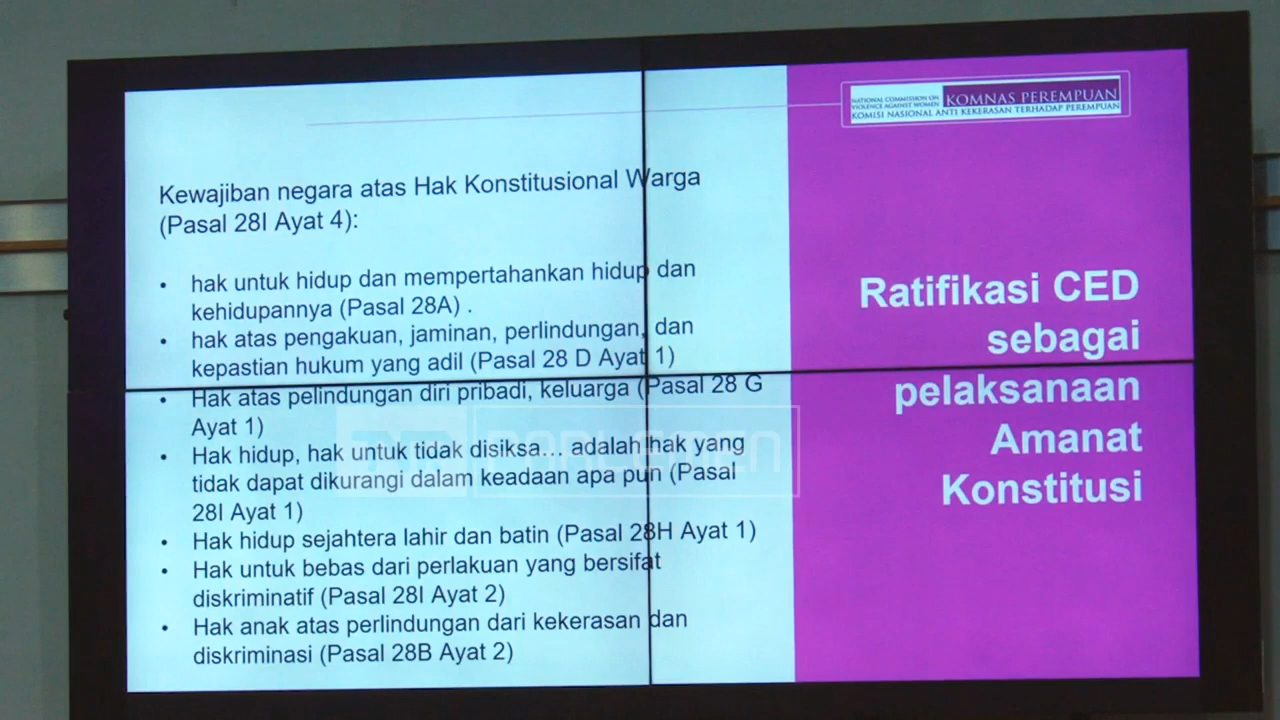 NATIONAL COMMISSION ON
VIOLENCE AGAINST WOMEN
KOMNAS PEREMPUAN
KOMISI NASIONAL ANTI KEKERASAN TERHADAP PEREMPUAN
Kewajiban negara atas Hak Konstitusional Warga
(Pasal 28I Ayat 4):
• hak untuk hidup dan mempertahankan hidup dan
kehidupannya (Pasal 28A) .
• hak atas pengakuan, jaminan, perlindungan, dan
kepastian hukum yang adil (Pasal 28 D Ayat 1)
• Hak atas pelindungan diri pribadi, keluarga (Pasal 28 G
Ayat 1)
• Hak hidup, hak untuk tidak disiksa… adalah hak yang
tidak dapat dikurangi dalam keadaan apa pun (Pasal
28I Ayat 1)
• Hak hidup sejahtera lahir dan batin (Pasal 28H Ayat 1)
• Hak untuk bebas dari perlakuan yang bersifat
diskriminatif (Pasal 28I Ayat 2)
• Hak anak atas perlindungan dari kekerasan dan
diskriminasi (Pasal 28B Ayat 2)
Ratifikasi CED
sebagai
pelaksanaan
Amanat
Konstitusi
PARLEMEN